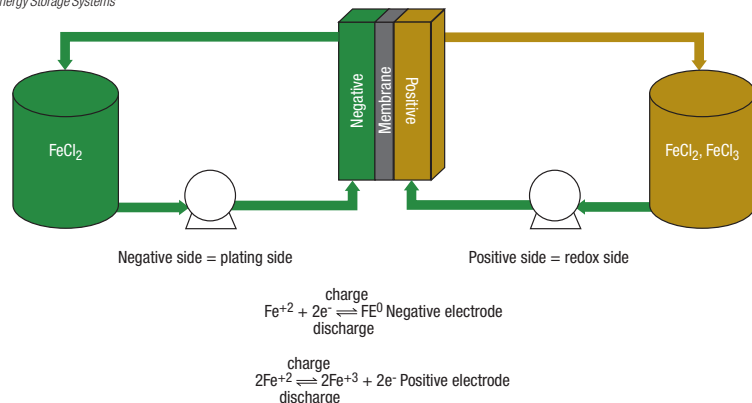 Energy Storage Systems
Negative
Membrane
Positive
FeCl₂
FeCl₂, FeCl₃
Negative side = plating side
Positive side = redox side
charge
Fe⁺² + 2e⁻ ⇌ FE⁰ Negative electrode
discharge
charge
2Fe⁺² ⇌ 2Fe⁺³ + 2e⁻ Positive electrode
discharge